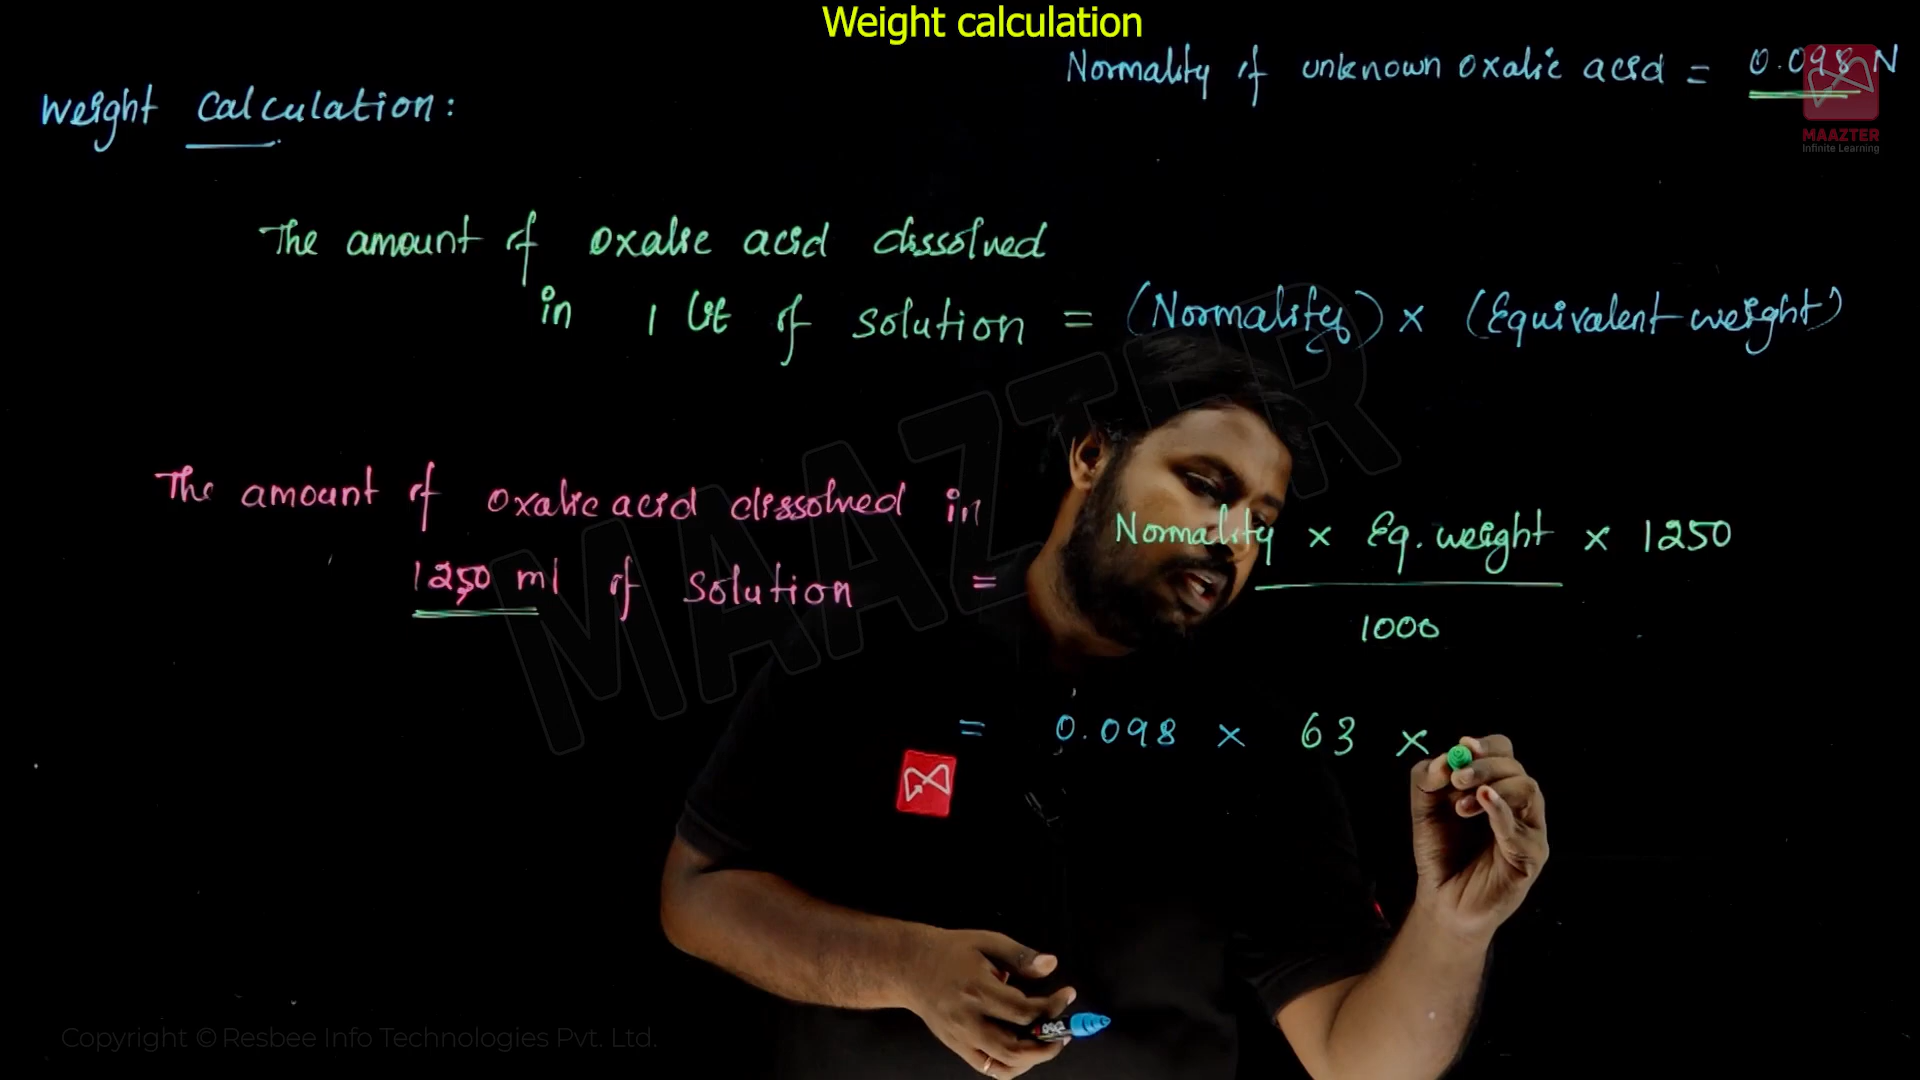 Weight calculation
Normality of unknown oxalic acid = 0.098 N
MAAZTER
Infinite Learning
Weight Calculation:
The amount of oxalic acid dissolved
in 1 lit of solution = (Normality) × (Equivalent weight)
The amount of oxalic acid dissolved in
1250 ml of solution =
Normality × Eq. weight × 1250
1000
= 0.098 × 63 ×
MAAZTER
Copyright © Resbee Info Technologies Pvt. Ltd.